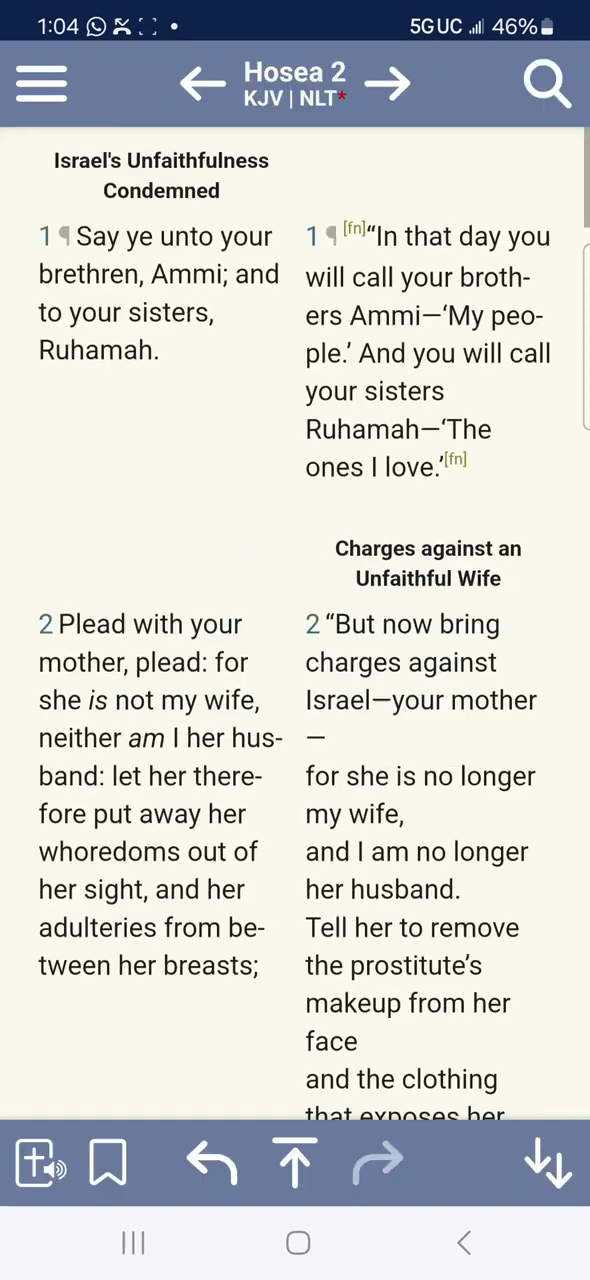 1:04
5G UC 46%
Hosea 2
KJV | NLT*
Israel's Unfaithfulness
Condemned
1 ¶ Say ye unto your
brethren, Ammi; and
to your sisters,
Ruhamah.
2 Plead with your
mother, plead: for
she is not my wife,
neither am I her hus-
band: let her there-
fore put away her
whoredoms out of
her sight, and her
adulteries from be-
tween her breasts;
1 ¶ [fn]“In that day you
will call your broth-
ers Ammi—‘My peo-
ple.’ And you will call
your sisters
Ruhamah—‘The
ones I love.’[fn]
Charges against an
Unfaithful Wife
2 “But now bring
charges against
Israel—your mother
—
for she is no longer
my wife,
and I am no longer
her husband.
Tell her to remove
the prostitute’s
makeup from her
face
and the clothing
that exposes her